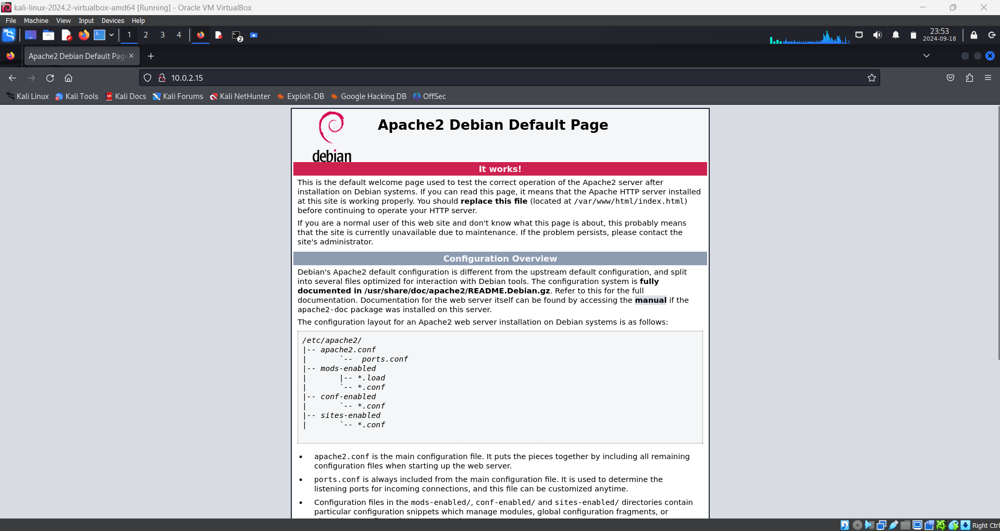 kali-linux-2024.2-virtualbox-amd64 [Running] - Oracle VM VirtualBox
File Machine View Input Devices Help
1 2 3 4
2
23:53
2024-09-18
Apache2 Debian Default Pag
10.0.2.15
Kali Linux Kali Tools Kali Docs Kali Forums Kali NetHunter Exploit-DB Google Hacking DB OffSec
debian
Apache2 Debian Default Page
It works!
This is the default welcome page used to test the correct operation of the Apache2 server after
installation on Debian systems. If you can read this page, it means that the Apache HTTP server installed
at this site is working properly. You should replace this file (located at /var/www/html/index.html)
before continuing to operate your HTTP server.
If you are a normal user of this web site and don't know what this page is about, this probably means
that the site is currently unavailable due to maintenance. If the problem persists, please contact the
site's administrator.
Configuration Overview
Debian's Apache2 default configuration is different from the upstream default configuration, and split
into several files optimized for interaction with Debian tools. The configuration system is fully
documented in /usr/share/doc/apache2/README.Debian.gz. Refer to this for the full
documentation. Documentation for the web server itself can be found by accessing the manual if the
apache2-doc package was installed on this server.
The configuration layout for an Apache2 web server installation on Debian systems is as follows:
/etc/apache2/
|-- apache2.conf
|       `--  ports.conf
|-- mods-enabled
|       |-- *.load
|       `-- *.conf
|-- conf-enabled
|       `-- *.conf
|-- sites-enabled
|       `-- *.conf
• apache2.conf is the main configuration file. It puts the pieces together by including all remaining
configuration files when starting up the web server.
• ports.conf is always included from the main configuration file. It is used to determine the
listening ports for incoming connections, and this file can be customized anytime.
• Configuration files in the mods-enabled/, conf-enabled/ and sites-enabled/ directories contain
particular configuration snippets which manage modules, global configuration fragments, or
Right Ctrl